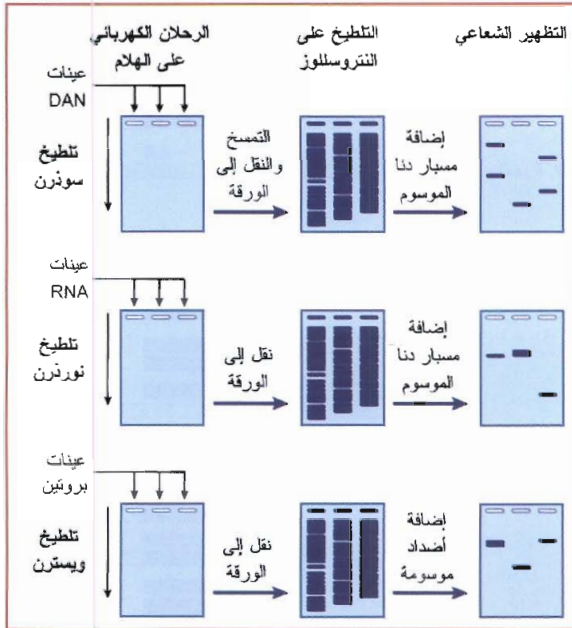 الرحلان الكهربائي
على الهلام
التلطيخ على
النتروسللوز
التظهير الشعاعي
عينات
DAN
تلطيخ
سوذرن
التمسخ
والنقل إلى
الورقة
إضافة
مسبار دنا
الموسوم
عينات
RNA
تلطيخ
نورذرن
نقل إلى
الورقة
إضافة
مسبار دنا
الموسوم
عينات
بروتين
تلطيخ
ويسترن
نقل إلى
الورقة
إضافة
أضداد
موسومة